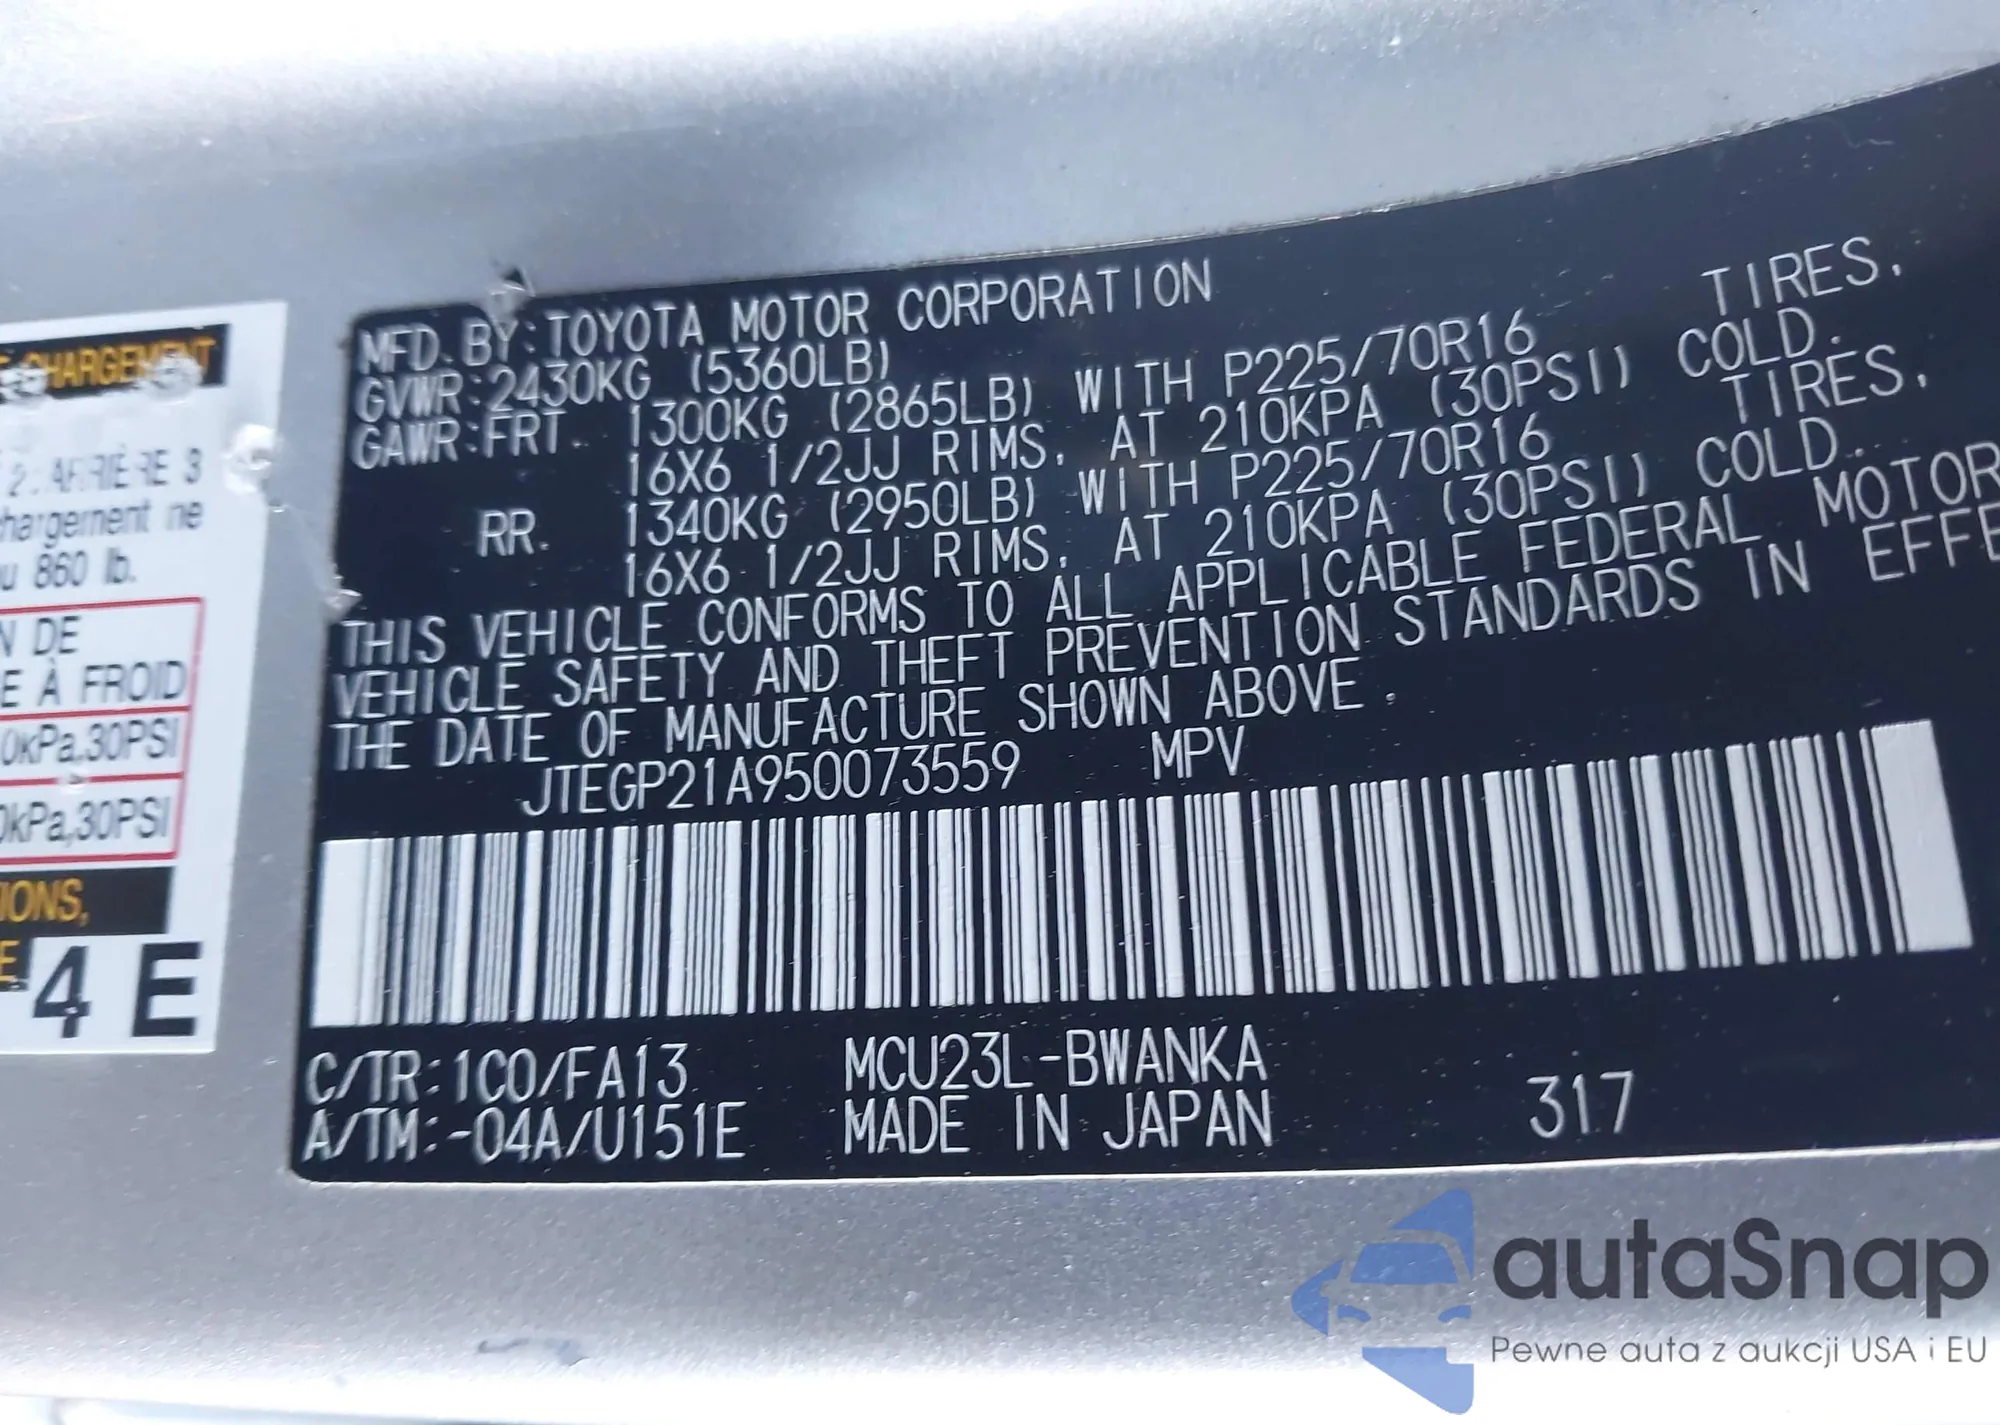 CHARGEMENT
ARRIÈRE 3
chargement ne
860 lb.
DE
À FROID
0kPa,30PSI
0kPa,30PSI
IONS,
4 E
MFD. BY: TOYOTA MOTOR CORPORATION
GVWR: 2430KG (5360LB)
GAWR: FRT. 1300KG (2865LB) WITH P225/70R16 TIRES,
16X6 1/2JJ RIMS, AT 210KPA (30PSI) COLD.
RR. 1340KG (2950LB) WITH P225/70R16 TIRES,
16X6 1/2JJ RIMS, AT 210KPA (30PSI) COLD.
THIS VEHICLE CONFORMS TO ALL APPLICABLE FEDERAL MOTOR
VEHICLE SAFETY AND THEFT PREVENTION STANDARDS IN EFFE
THE DATE OF MANUFACTURE SHOWN ABOVE.
JTEGP21A950073559 MPV
C/TR: 1C0/FA13 MCU23L-BWANKA
A/TM: -04A/U151E MADE IN JAPAN 317
autaSnap
Pewne auta z aukcji USA i EU